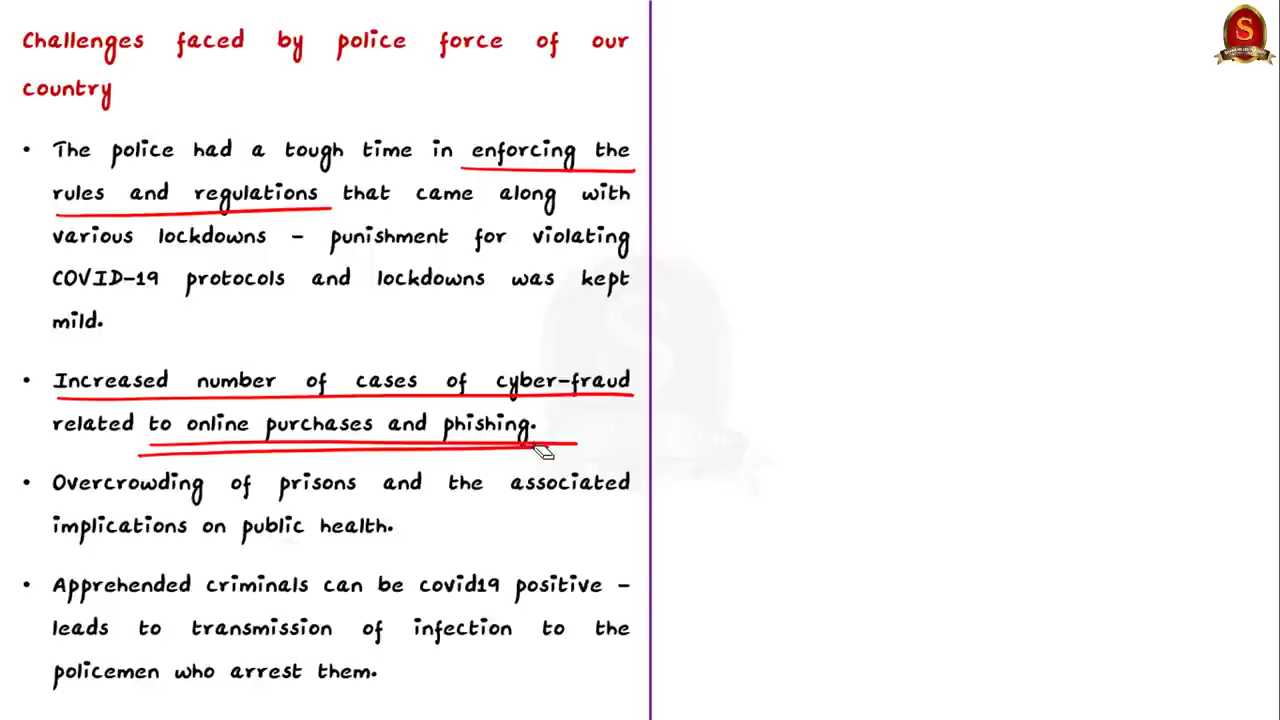 Challenges faced by police force of our
country
• The police had a tough time in enforcing the
rules and regulations that came along with
various lockdowns – punishment for violating
COVID-19 protocols and lockdowns was kept
mild.
• Increased number of cases of cyber-fraud
related to online purchases and phishing.
• Overcrowding of prisons and the associated
implications on public health.
• Apprehended criminals can be covid19 positive –
leads to transmission of infection to the
policemen who arrest them.
S